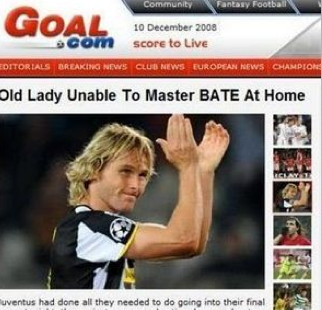 Community Fantasy Football
GOAL
.com
10 December 2008
score to Live
EDITORIALS BREAKING NEWS CLUB NEWS EUROPEAN NEWS CHAMPIONS
Old Lady Unable To Master BATE At Home
Juventus had done all they needed to do going into their final